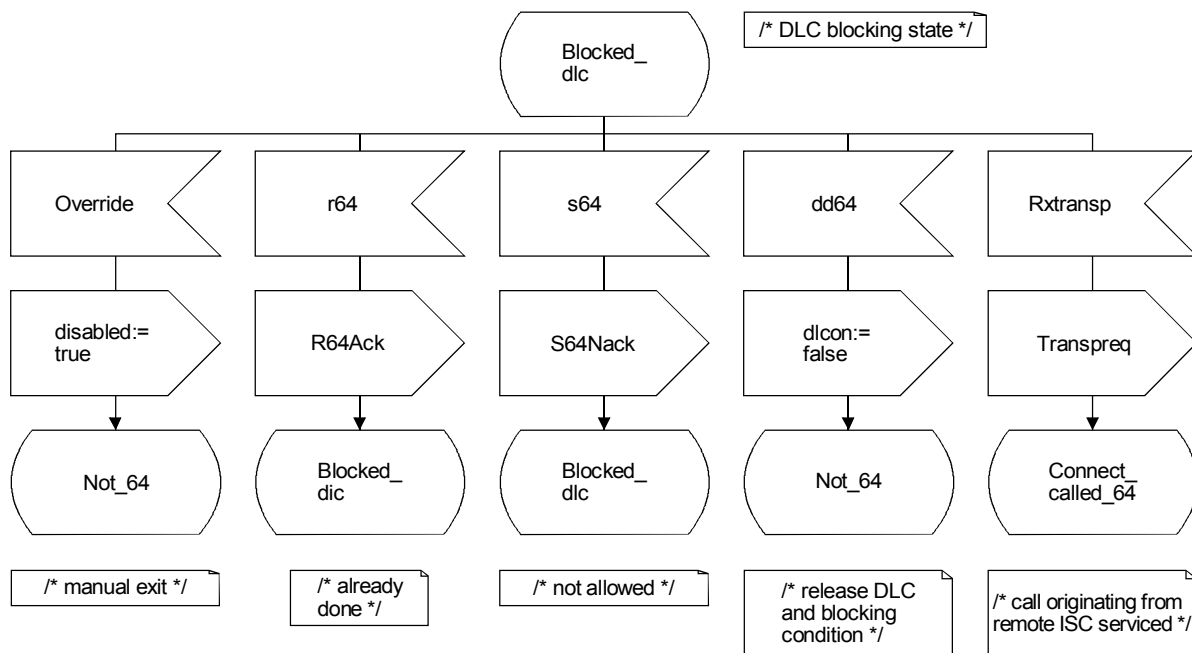 Blocked_
dlc
/* DLC blocking state */
Override
r64
s64
dd64
Rxtransp
disabled:=
true
R64Ack
S64Nack
dlcon:=
false
Transpreq
Not_64
Blocked_
dic
Blocked_
dlc
Not_64
Connect_
called_64
/* manual exit */
/* already
done */
/* not allowed */
/* release DLC
and blocking
condition */
/* call originating from
remote ISC serviced */